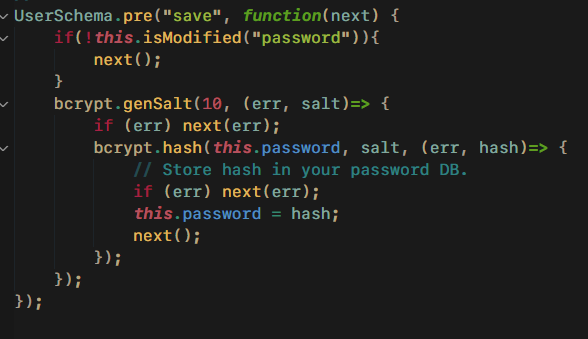 UserSchema.pre("save", function(next) {
    if(!this.isModified("password")){
        next();
    }
    bcrypt.genSalt(10, (err, salt)=> {
        if (err) next(err);
        bcrypt.hash(this.password, salt, (err, hash)=> {
            // Store hash in your password DB.
            if (err) next(err);
            this.password = hash;
            next();
        });
    });
});